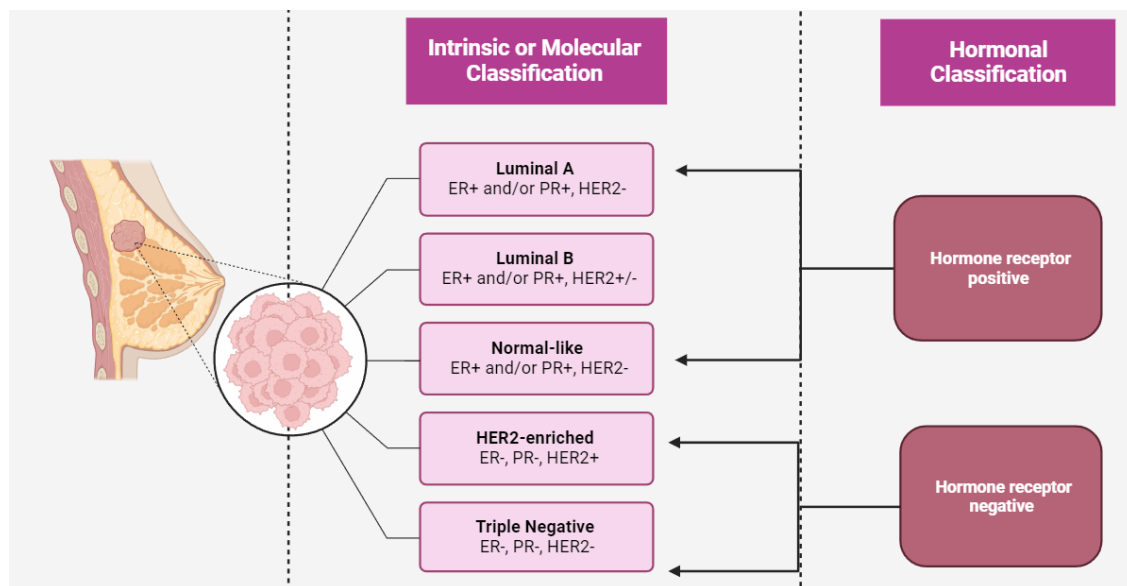 Intrinsic or Molecular
Classification
Hormonal
Classification
Luminal A
ER+ and/or PR+, HER2-
Luminal B
ER+ and/or PR+, HER2+/-
Normal-like
ER+ and/or PR+, HER2-
HER2-enriched
ER-, PR-, HER2+
Triple Negative
ER-, PR-, HER2-
Hormone receptor
positive
Hormone receptor
negative